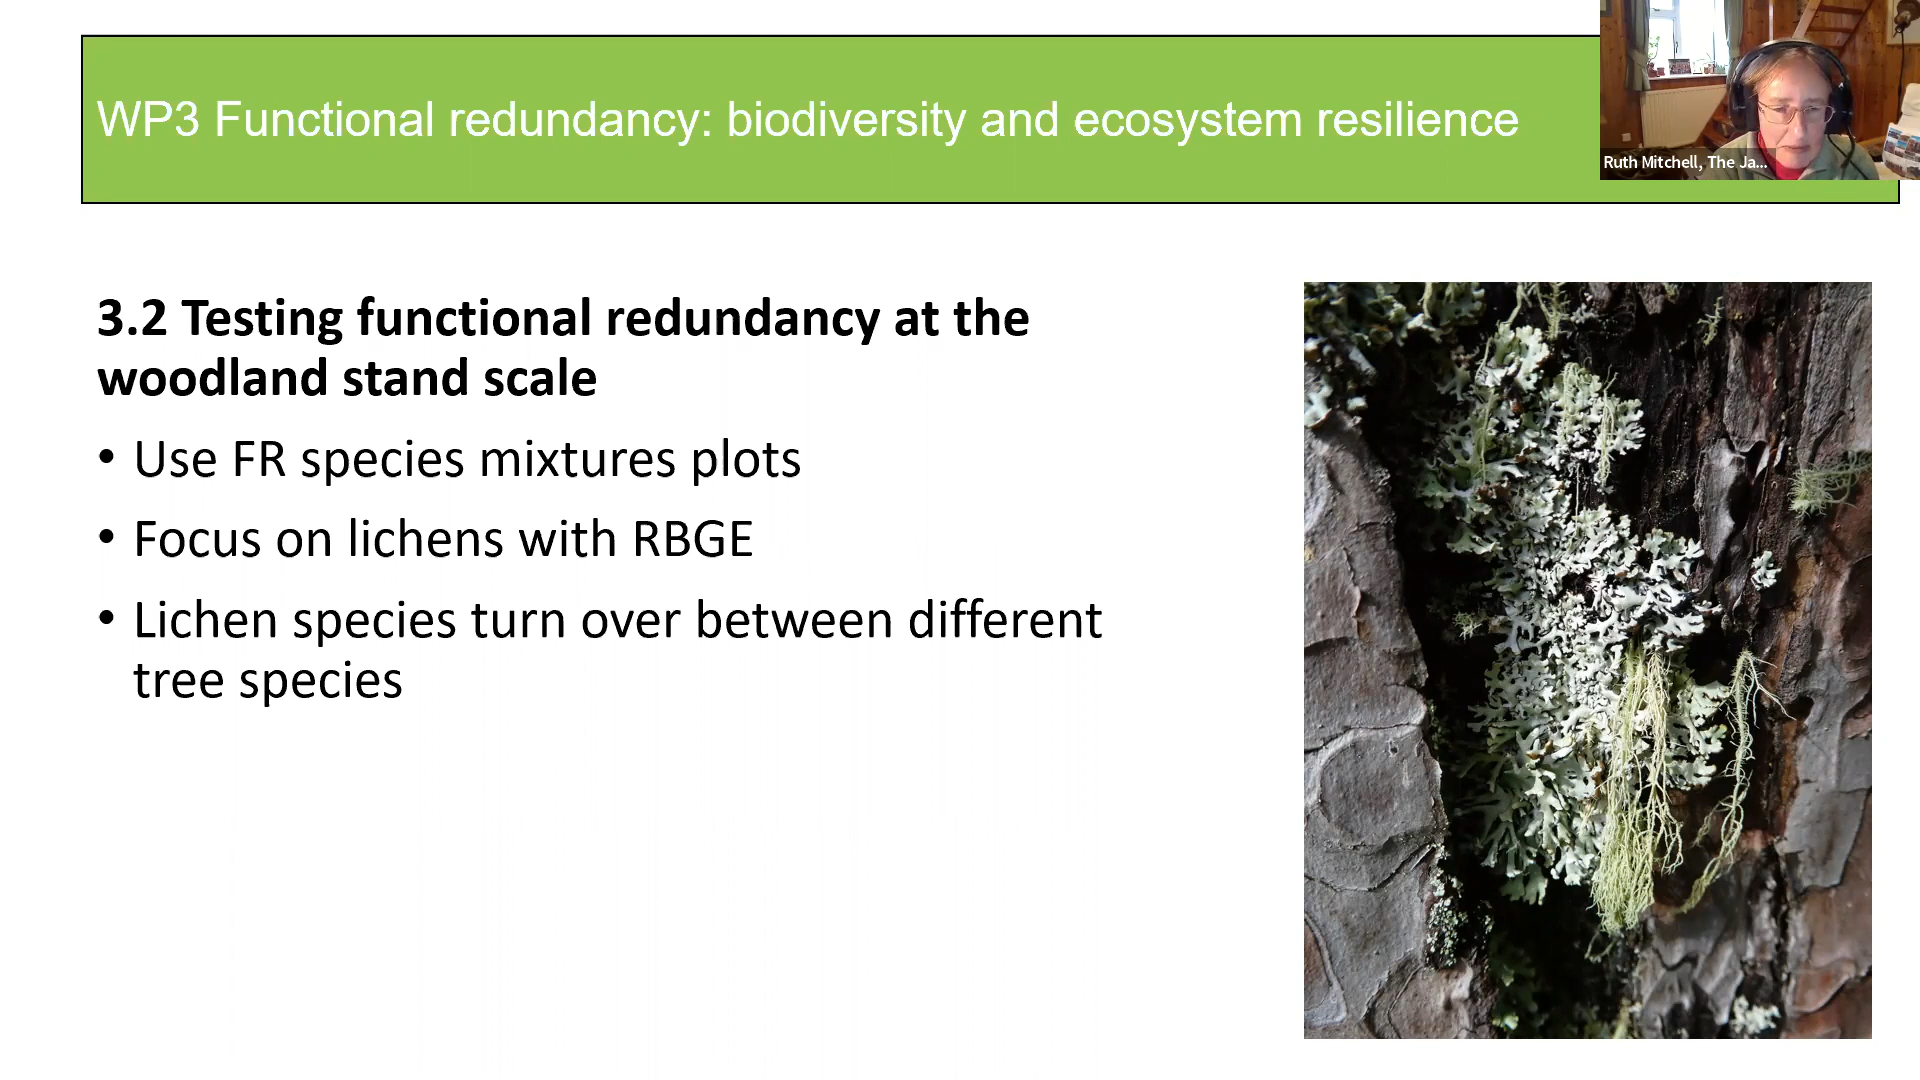 WP3 Functional redundancy: biodiversity and ecosystem resilience
Ruth Mitchell, The Ja...
3.2 Testing functional redundancy at the
woodland stand scale
• Use FR species mixtures plots
• Focus on lichens with RBGE
• Lichen species turn over between different
tree species